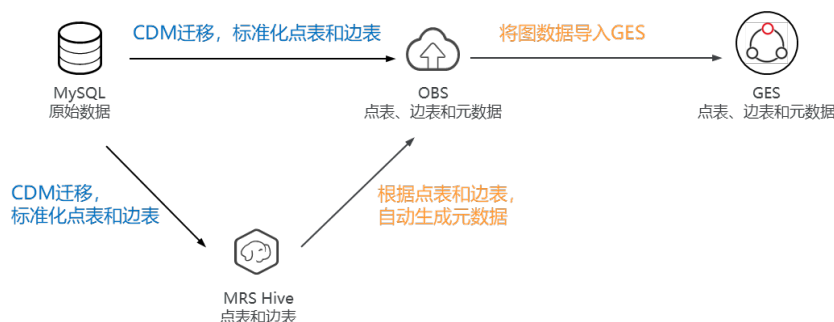 CDM迁移，标准化点表和边表
将图数据导入GES
MySQL
原始数据
OBS
点表、边表和元数据
GES
点表、边表和元数据
CDM迁移，
标准化点表和边表
根据点表和边表，
自动生成元数据
MRS Hive
点表和边表